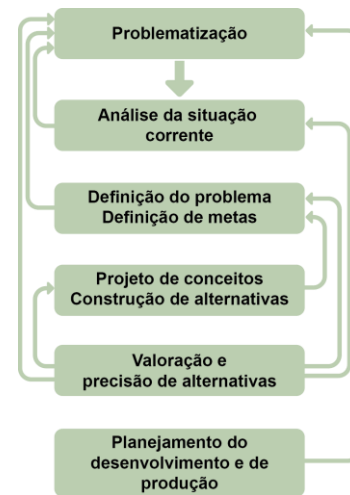 Problematização
Análise da situação
corrente
Definição do problema
Definição de metas
Projeto de conceitos
Construção de alternativas
Valoração e
precisão de alternativas
Planejamento do
desenvolvimento e de
produção